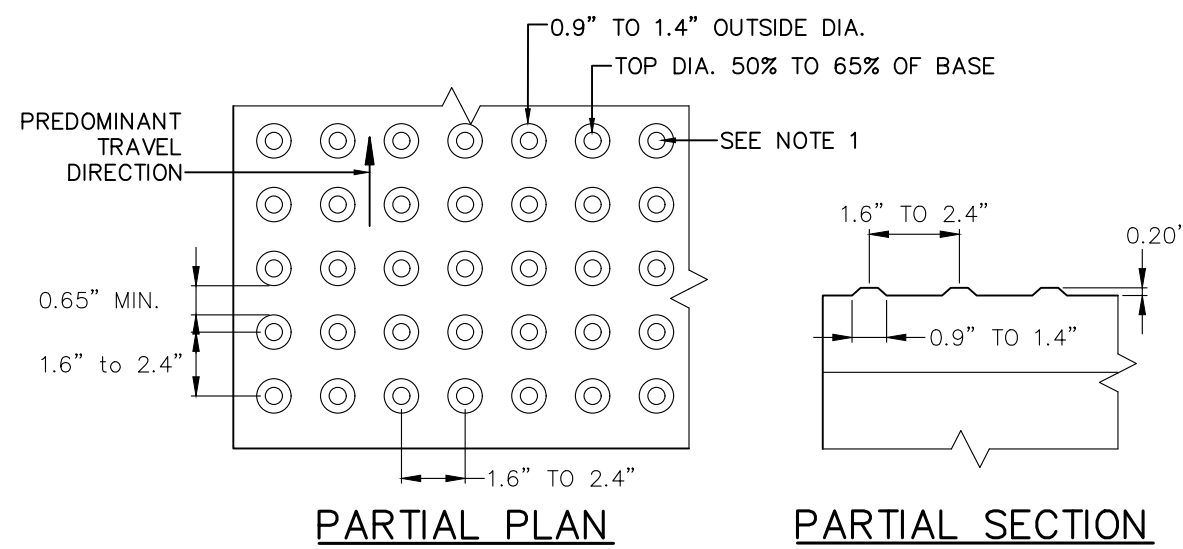 0.9” TO 1.4” OUTSIDE DIA.
TOP DIA. 50% TO 65% OF BASE
PREDOMINANT
TRAVEL
DIRECTION
SEE NOTE 1
0.65” MIN.
1.6” to 2.4”
1.6” TO 2.4”
PARTIAL PLAN
1.6” TO 2.4”
0.20’
0.9” TO 1.4”
PARTIAL SECTION